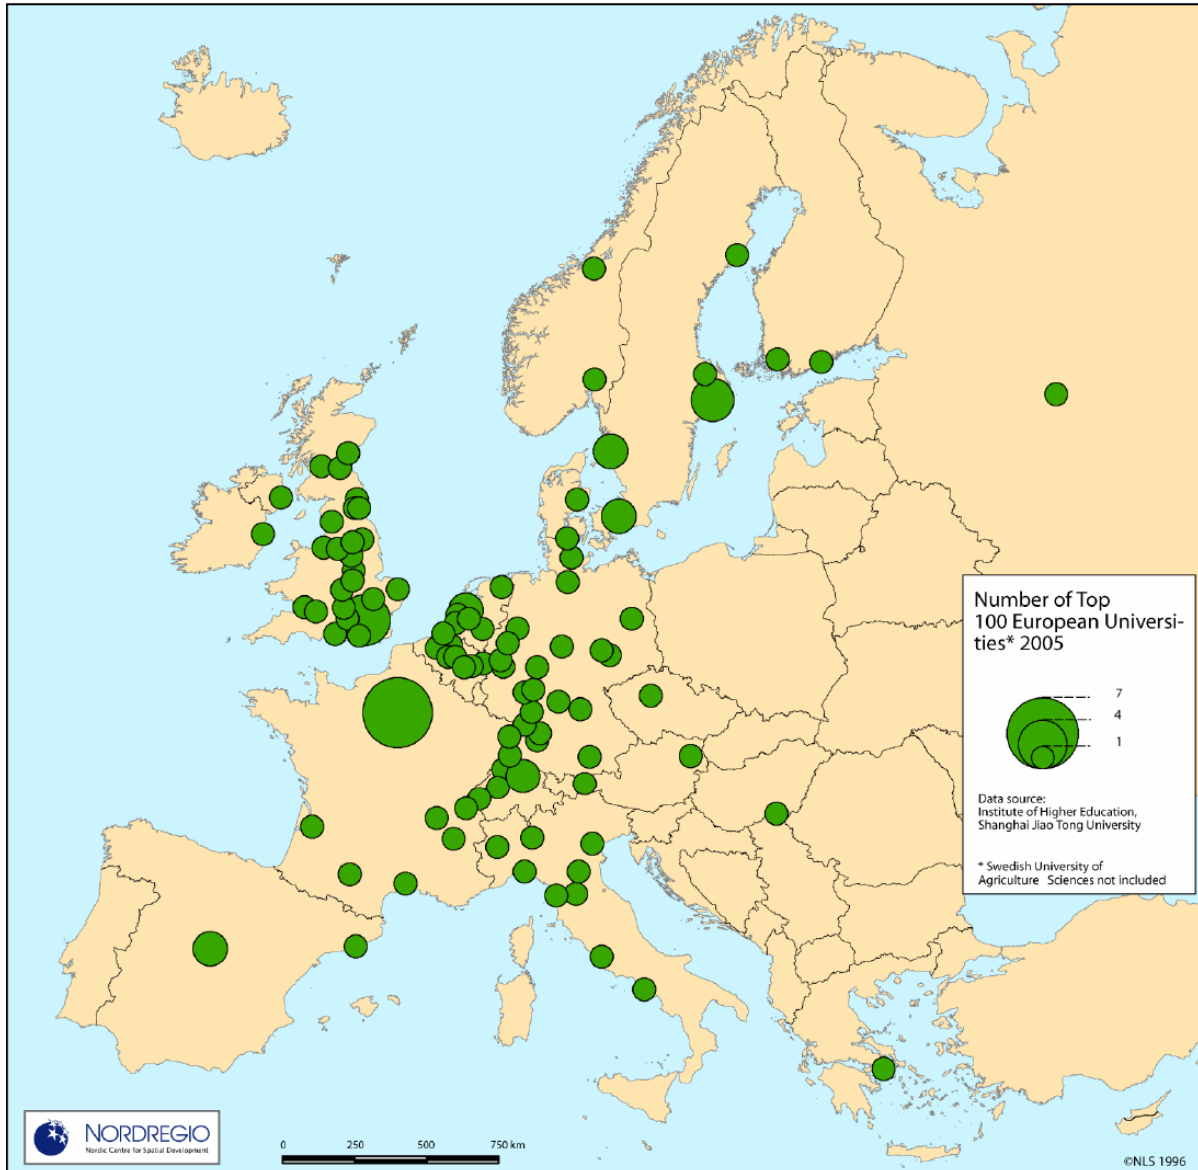 Number of Top
100 European Universi-
ties* 2005
7
4
1
Data source:
Institute of Higher Education,
Shanghai Jiao Tong University
* Swedish University of
Agriculture Sciences not included
NORDREGIO
Nordic Centre for Spatial Development
0 250 500 750 km
©NLS 1996